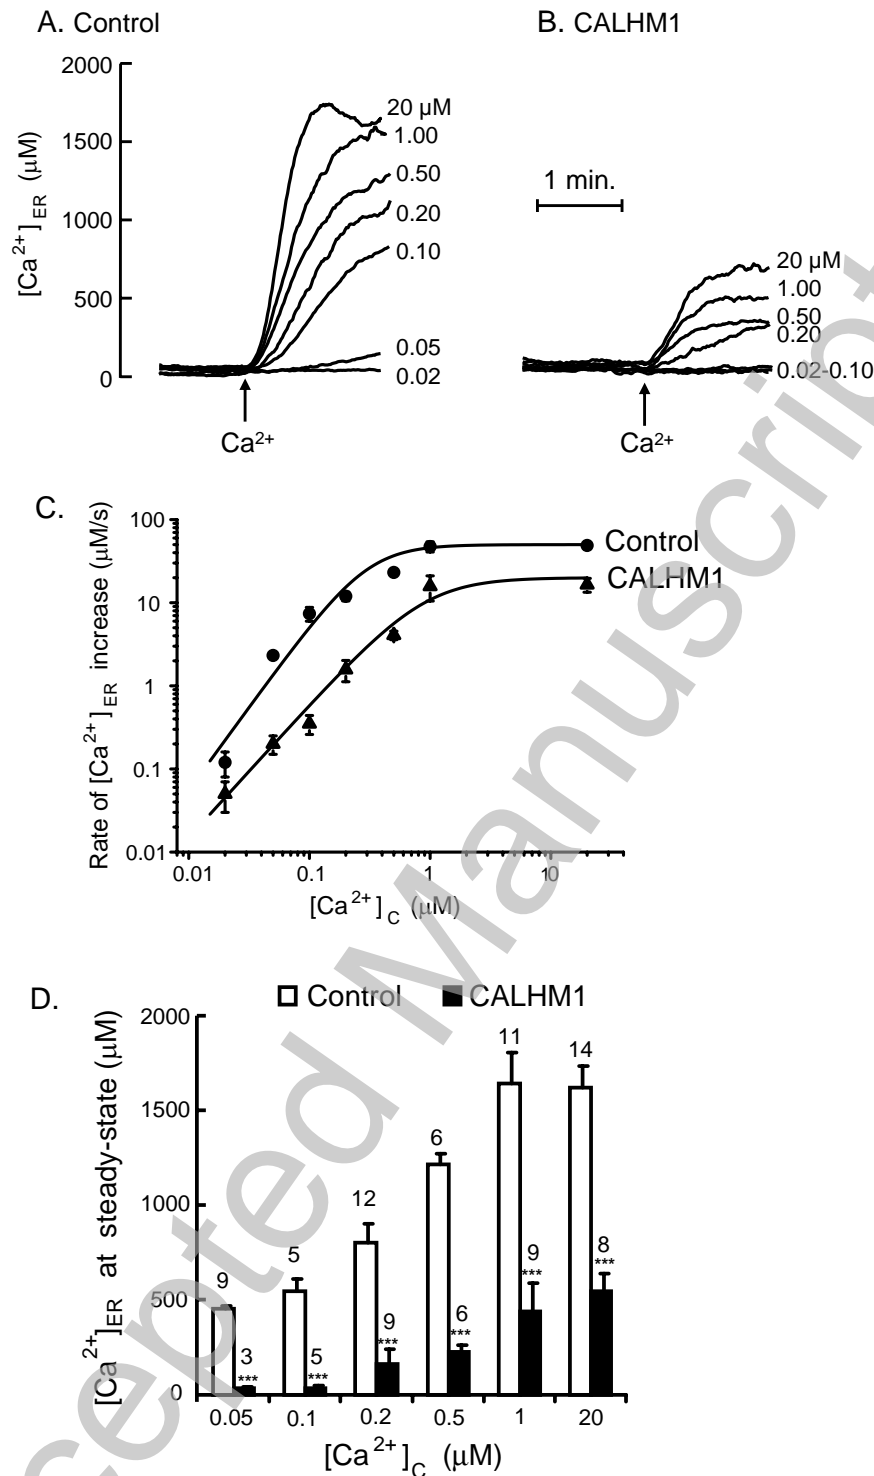 A. Control
B. CALHM1
[Ca2+]ER (µM)
2000
1500
1000
500
0
20 µM
1.00
0.50
0.20
0.10
0.05
0.02
Ca2+
1 min.
20 µM
1.00
0.50
0.20
0.02-0.10
Ca2+
C.
Rate of [Ca2+]ER increase (µM/s)
100
10
1
0.1
0.01
Control
CALHM1
0.01
0.1
1
10
[Ca2+]C (µM)
D.
Control
CALHM1
[Ca2+]ER at steady-state (µM)
2000
1500
1000
500
0
9
3
***
5
5
***
12
9
***
6
6
***
11
9
***
14
8
***
0.05
0.1
0.2
0.5
1
20
[Ca2+]C (µM)
cepted Manuscript